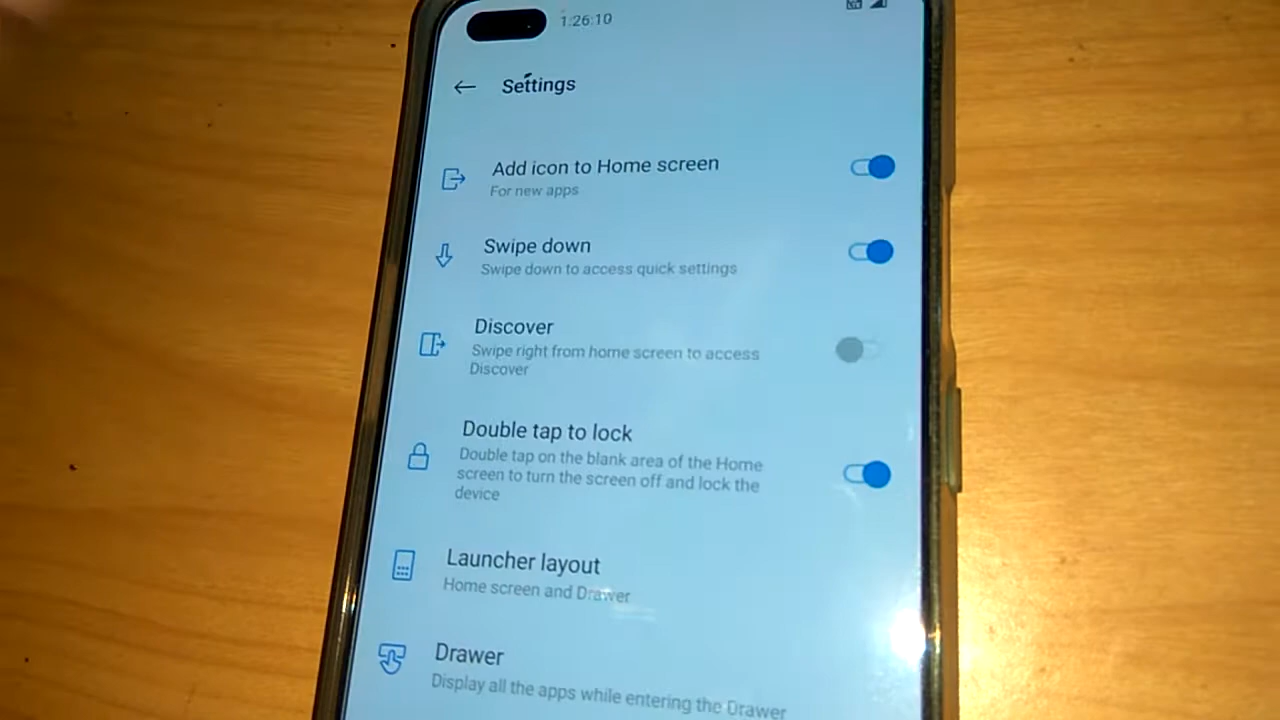 1:26:10
Settings
Add icon to Home screen
For new apps
Swipe down
Swipe down to access quick settings
Discover
Swipe right from home screen to access
Discover
Double tap to lock
Double tap on the blank area of the Home
screen to turn the screen off and lock the
device
Launcher layout
Home screen and Drawer
Drawer
Display all the apps while entering the Drawer